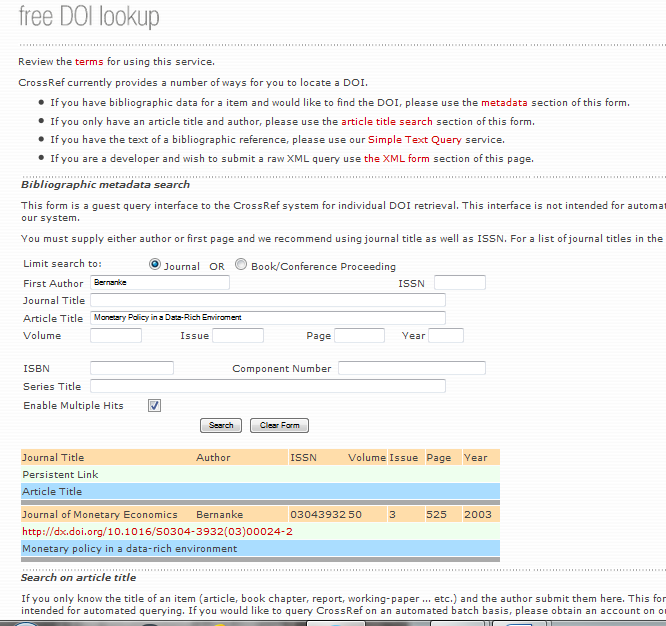 free DOI lookup
Review the terms for using this service.
CrossRef currently provides a number of ways for you to locate a DOI.
• If you have bibliographic data for a item and would like to find the DOI, please use the metadata section of this form.
• If you only have an article title and author, please use the article title search section of this form.
• If you have the text of a bibliographic reference, please use our Simple Text Query service.
• If you are a developer and wish to submit a raw XML query use the XML form section of this page.
Bibliographic metadata search
This form is a guest query interface to the CrossRef system for individual DOI retrieval. This interface is not intended for automat
our system.
You must supply either author or first page and we recommend using journal title as well as ISSN. For a list of journal titles in the
Limit search to: Journal OR Book/Conference Proceeding
First Author Bernanke ISSN
Journal Title
Article Title Monetary Policy in a Data-Rich Enviroment
Volume Issue Page Year
ISBN Component Number
Series Title
Enable Multiple Hits
Search Clear Form
Journal Title Author ISSN Volume Issue Page Year
Persistent Link
Article Title
Journal of Monetary Economics Bernanke 03043932 50 3 525 2003
http://dx.doi.org/10.1016/S0304-3932(03)00024-2
Monetary policy in a data-rich environment
Search on article title
If you only know the title of an item (article, book chapter, report, working-paper ... etc.) and the author submit them here. This for
intended for automated querying. If you would like to query CrossRef on an automated batch basis, please obtain an account on o